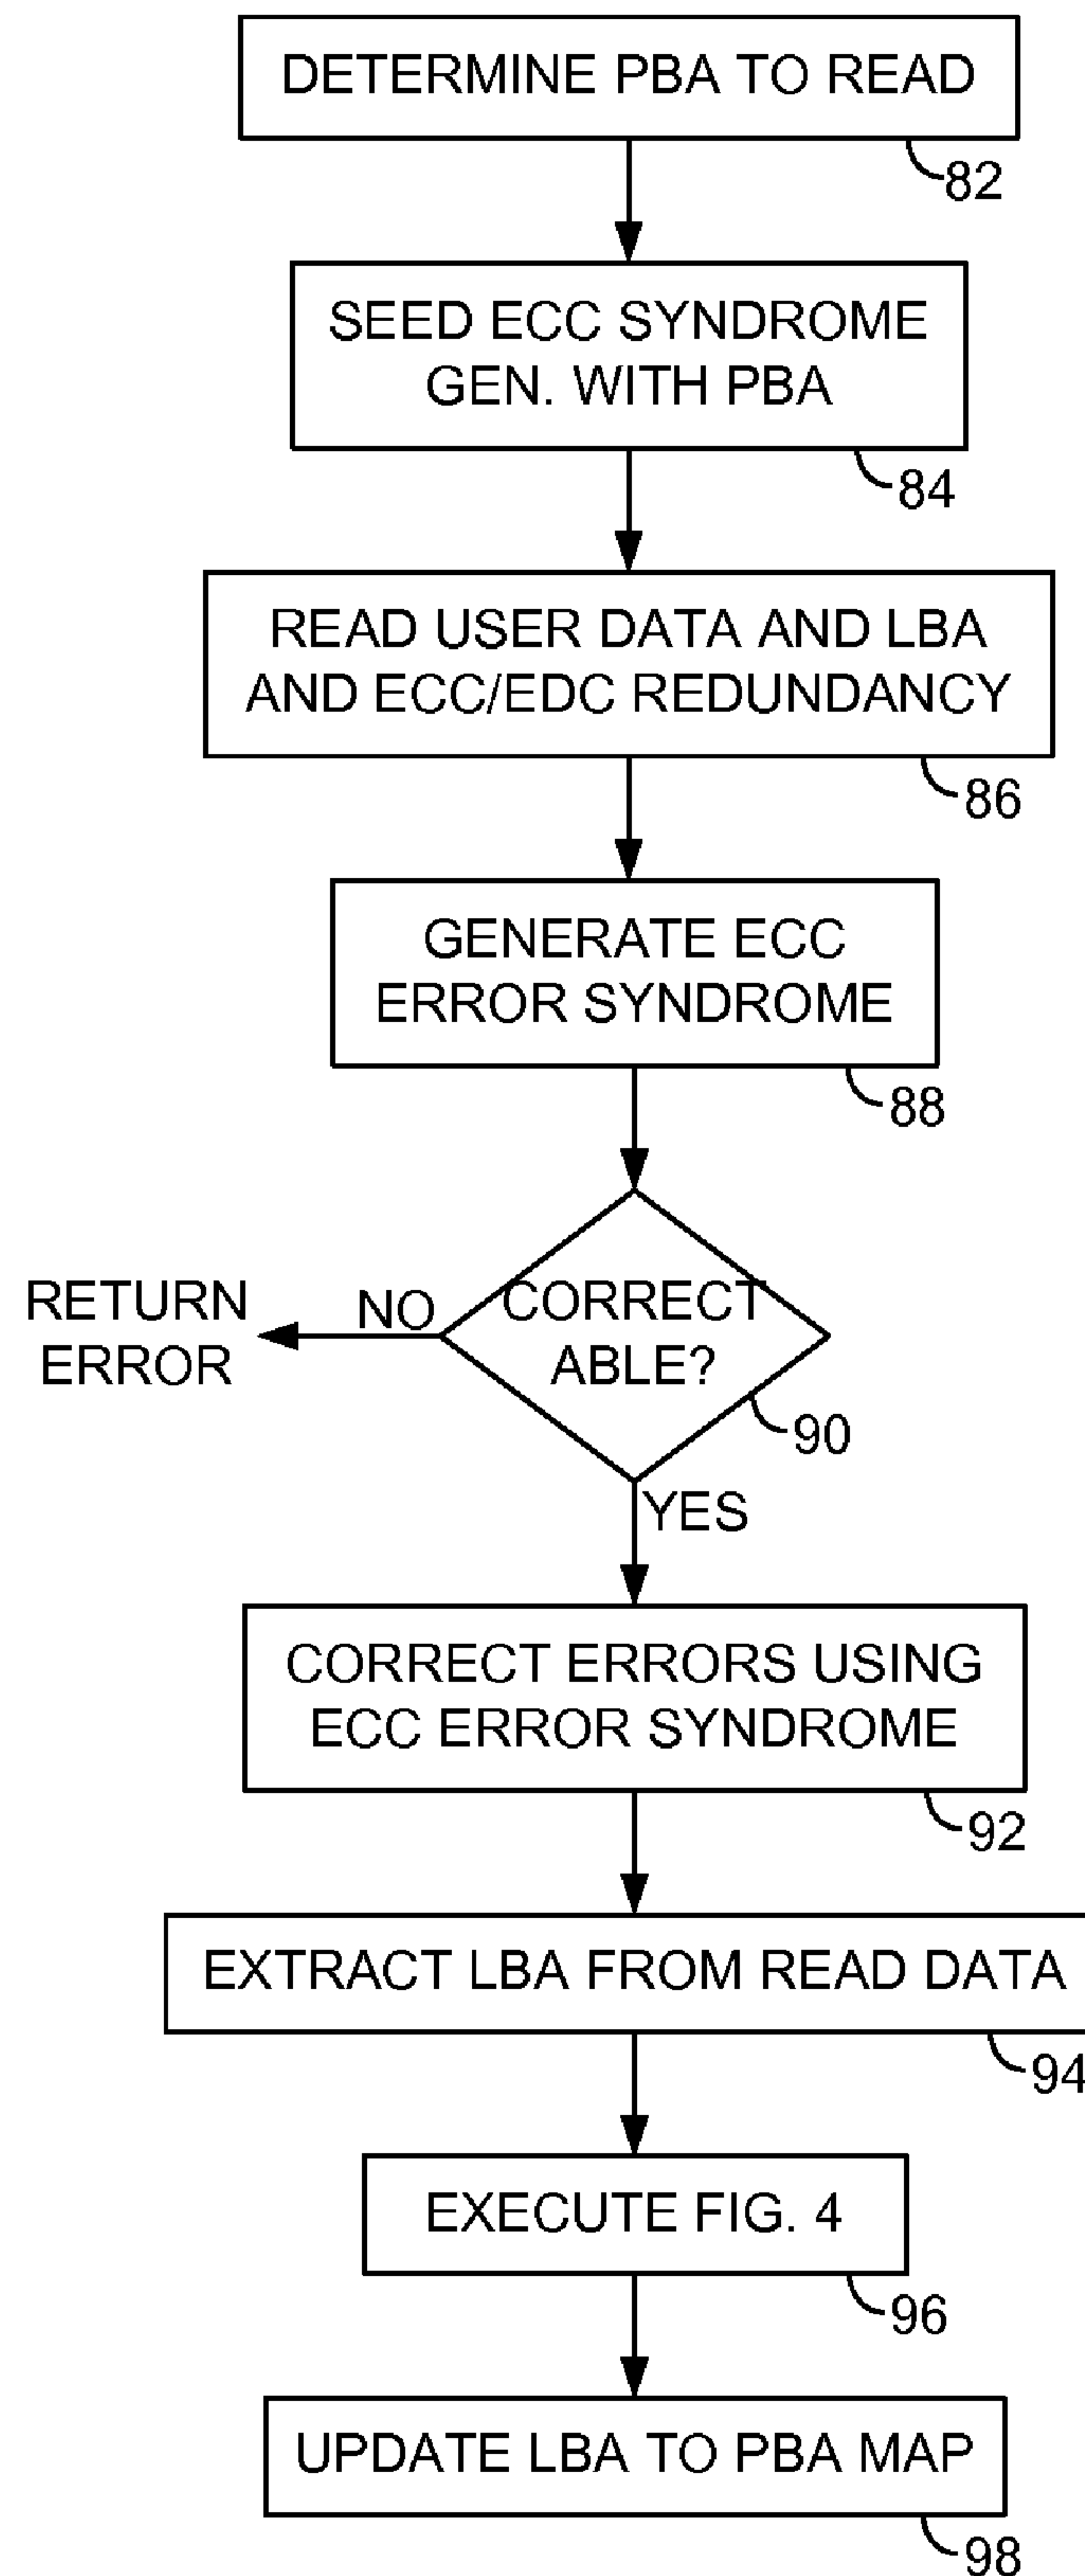 DETERMINE PBA TO READ
82
SEED ECC SYNDROME
GEN. WITH PBA
84
READ USER DATA AND LBA
AND ECC/EDC REDUNDANCY
86
GENERATE ECC
ERROR SYNDROME
88
RETURN
ERROR
NO
CORRECT
ABLE?
90
YES
CORRECT ERRORS USING
ECC ERROR SYNDROME
92
EXTRACT LBA FROM READ DATA
94
EXECUTE FIG. 4
96
UPDATE LBA TO PBA MAP
98